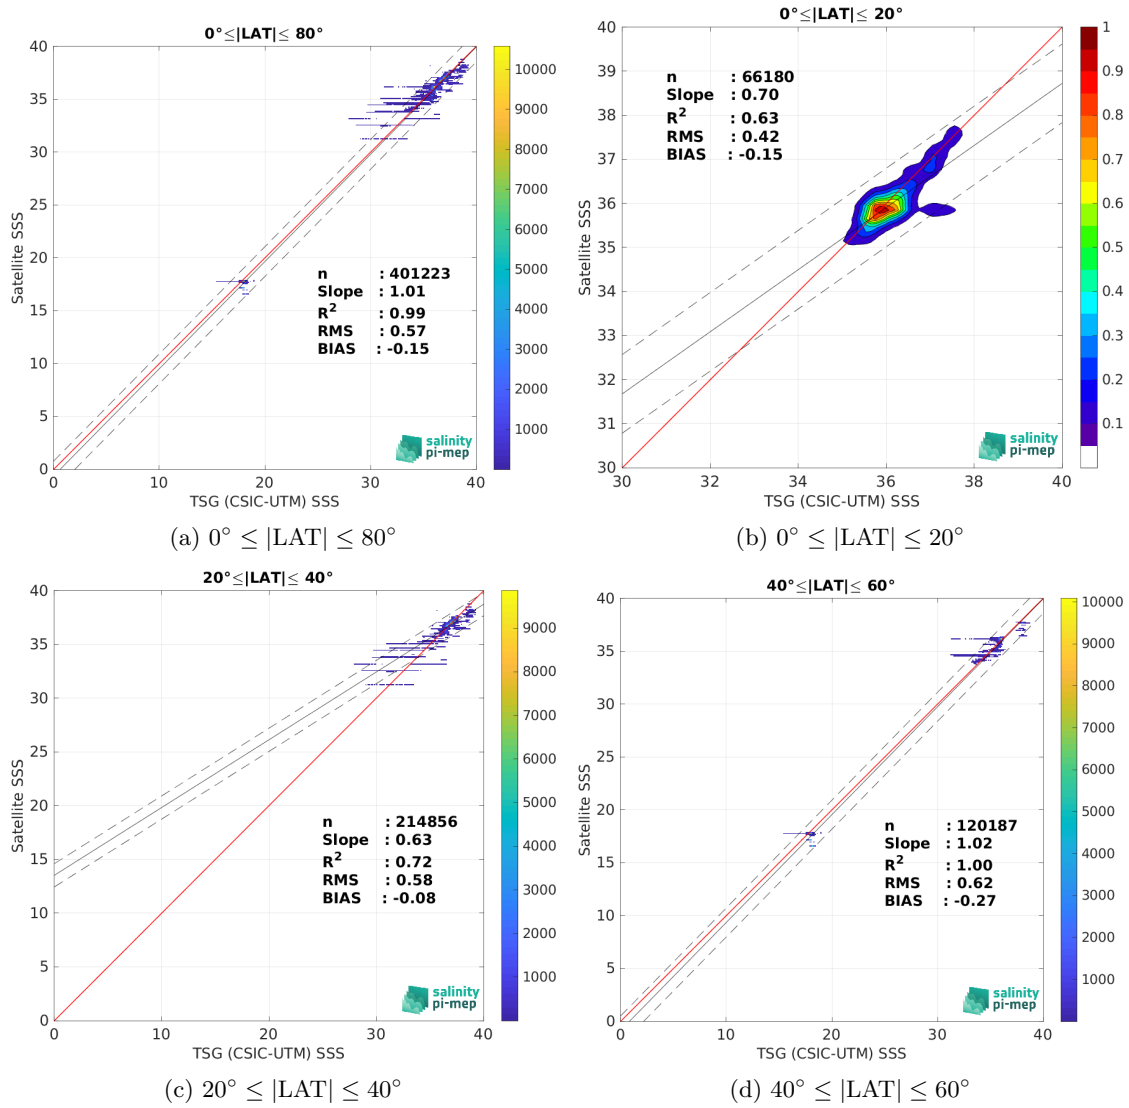 0°≤|LAT|≤ 80°
40
35
30
25
20
15
10
5
0
Satellite SSS
n : 401223
Slope : 1.01
R² : 0.99
RMS : 0.57
BIAS : -0.15
salinity
pi-mep
0 10 20 30 40
TSG (CSIC-UTM) SSS
10000
9000
8000
7000
6000
5000
4000
3000
2000
1000
(a) 0° ≤ |LAT| ≤ 80°
0°≤|LAT|≤ 20°
40
39
38
37
36
35
34
33
32
31
30
Satellite SSS
n : 66180
Slope : 0.70
R² : 0.63
RMS : 0.42
BIAS : -0.15
salinity
pi-mep
30 32 34 36 38 40
TSG (CSIC-UTM) SSS
1
0.9
0.8
0.7
0.6
0.5
0.4
0.3
0.2
0.1
(b) 0° ≤ |LAT| ≤ 20°
20°≤|LAT|≤ 40°
40
35
30
25
20
15
10
5
0
Satellite SSS
n : 214856
Slope : 0.63
R² : 0.72
RMS : 0.58
BIAS : -0.08
salinity
pi-mep
0 10 20 30 40
TSG (CSIC-UTM) SSS
9000
8000
7000
6000
5000
4000
3000
2000
1000
(c) 20° ≤ |LAT| ≤ 40°
40°≤|LAT|≤ 60°
40
35
30
25
20
15
10
5
0
Satellite SSS
n : 120187
Slope : 1.02
R² : 1.00
RMS : 0.62
BIAS : -0.27
salinity
pi-mep
0 10 20 30 40
TSG (CSIC-UTM) SSS
10000
9000
8000
7000
6000
5000
4000
3000
2000
1000
(d) 40° ≤ |LAT| ≤ 60°